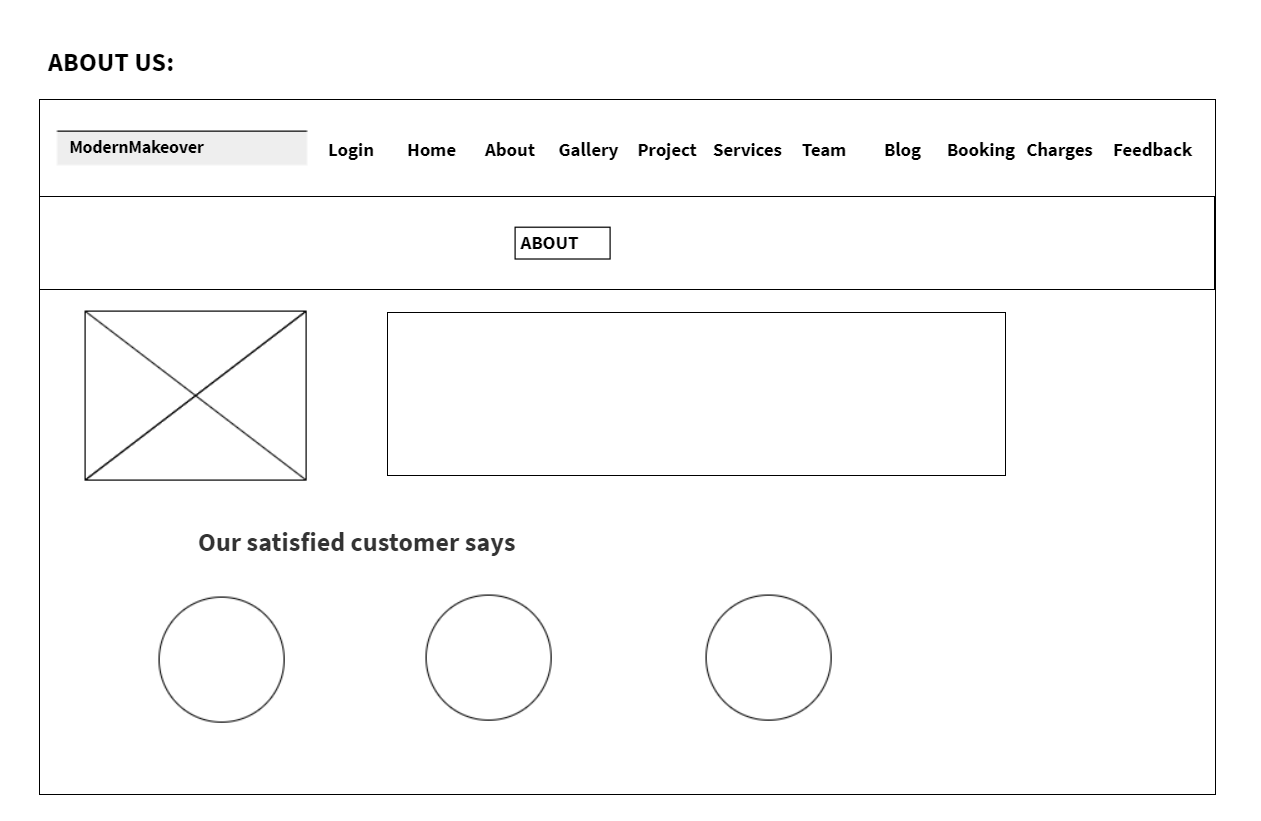 ABOUT US:
ModernMakeover Login Home About Gallery Project Services Team Blog Booking Charges Feedback
ABOUT
Our satisfied customer says